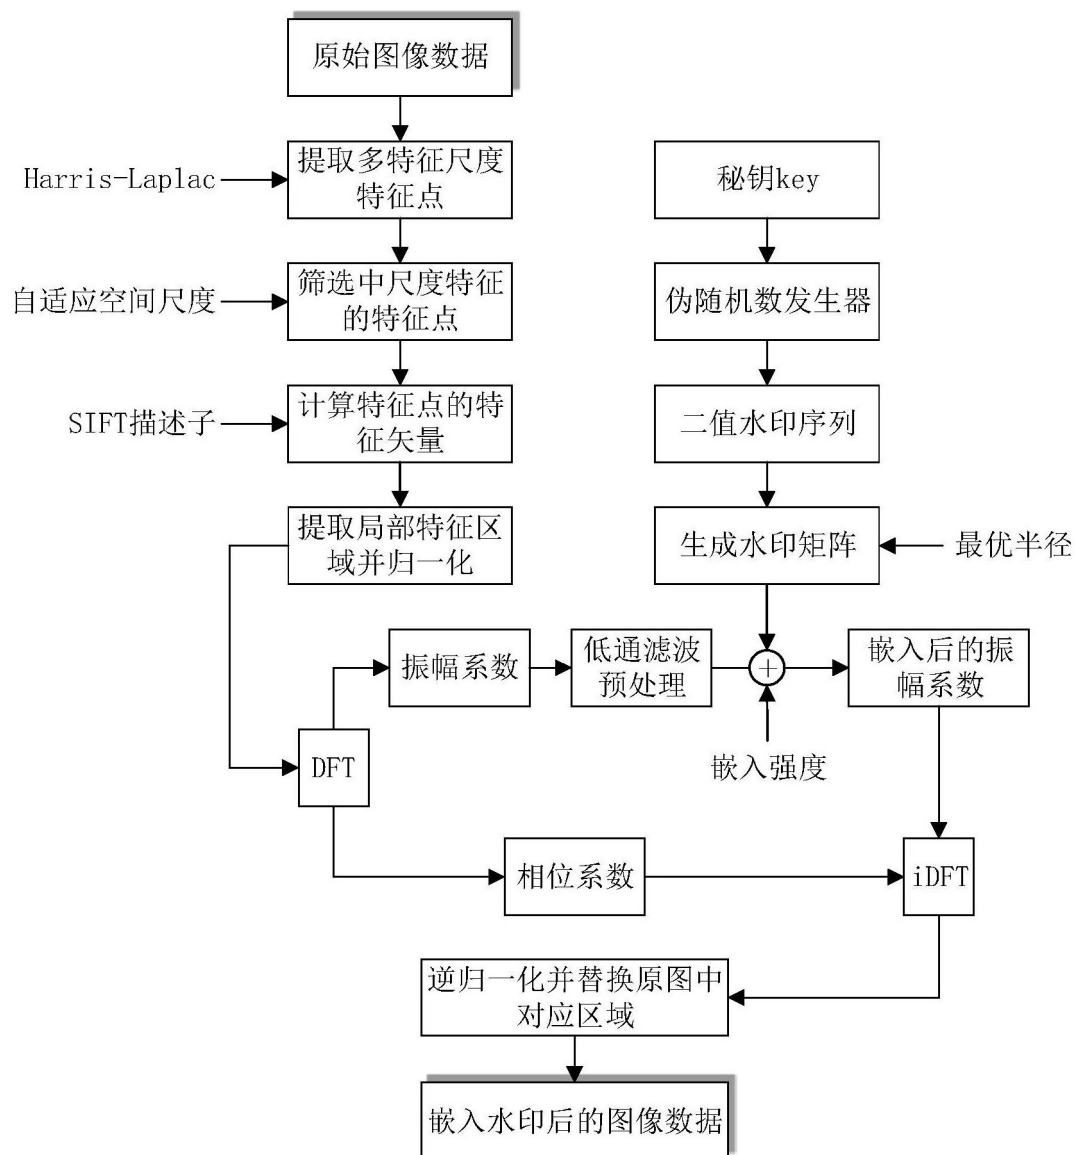 原始图像数据
Harris-Laplac
提取多特征尺度
特征点
秘钥key
自适应空间尺度
筛选中尺度特征
的特征点
伪随机数发生器
SIFT描述子
计算特征点的特
征矢量
二值水印序列
提取局部特征区
域并归一化
生成水印矩阵
最优半径
振幅系数
低通滤波
预处理
+
嵌入后的振
幅系数
DFT
嵌入强度
相位系数
iDFT
逆归一化并替换原图中
对应区域
嵌入水印后的图像数据